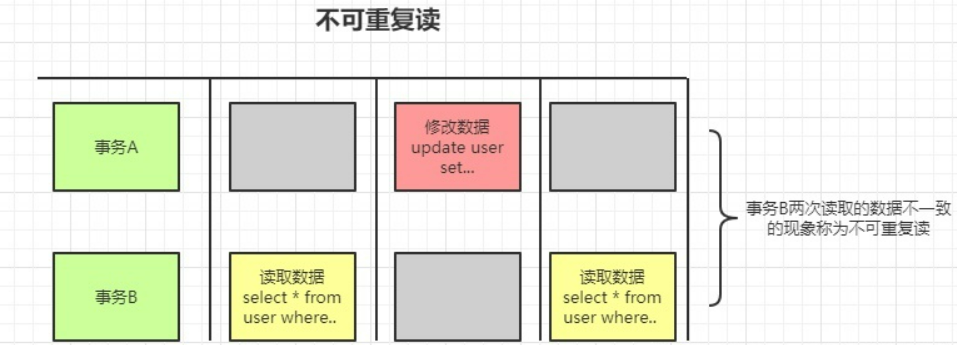 不可重复读
事务A
修改数据
update user
set...
事务B
读取数据
select * from
user where..
读取数据
select * from
user where..
事务B两次读取的数据不一致
的现象称为不可重复读